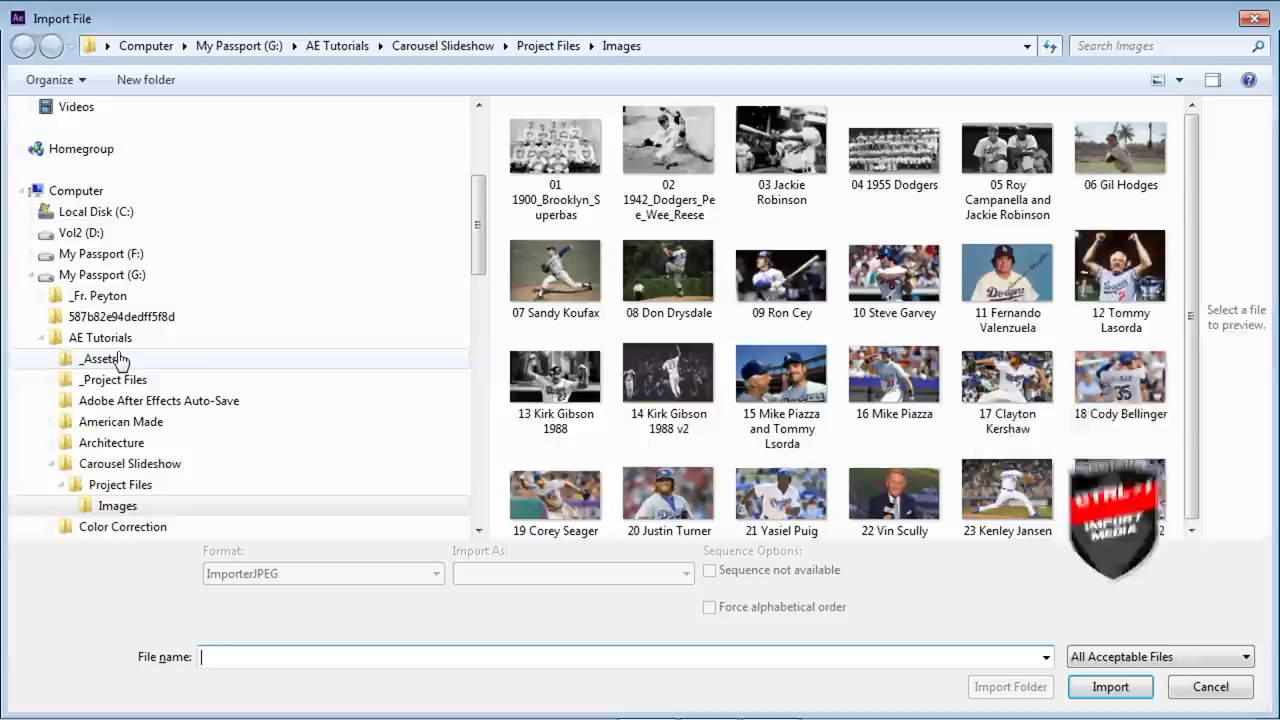 Ae Import File
Computer My Passport (G:) AE Tutorials Carousel Slideshow Project Files Images
Search Images
Organize New folder
Videos
Homegroup
Computer
Local Disk (C:)
Vol2 (D:)
My Passport (F:)
My Passport (G:)
_Fr. Peyton
587b82e94dedff5f8d
AE Tutorials
_Assets
_Project Files
Adobe After Effects Auto-Save
American Made
Architecture
Carousel Slideshow
Project Files
Images
Color Correction
01
1900_Brooklyn_S
uperbas
02
1942_Dodgers_Pe
e_Wee_Reese
03 Jackie
Robinson
04 1955 Dodgers
05 Roy
Campanella and
Jackie Robinson
06 Gil Hodges
07 Sandy Koufax
08 Don Drysdale
09 Ron Cey
10 Steve Garvey
11 Fernando
Valenzuela
12 Tommy
Lasorda
13 Kirk Gibson
1988
14 Kirk Gibson
1988 v2
15 Mike Piazza
and Tommy
Lsorda
16 Mike Piazza
17 Clayton
Kershaw
18 Cody Bellinger
19 Corey Seager
20 Justin Turner
21 Yasiel Puig
22 Vin Scully
23 Kenley Jansen
2
INCERT
MEDIA
Select a file
to preview.
Format:
ImporterJPEG
Import As:
Sequence Options:
Sequence not available
Force alphabetical order
File name:
All Acceptable Files
Import Folder
Import
Cancel